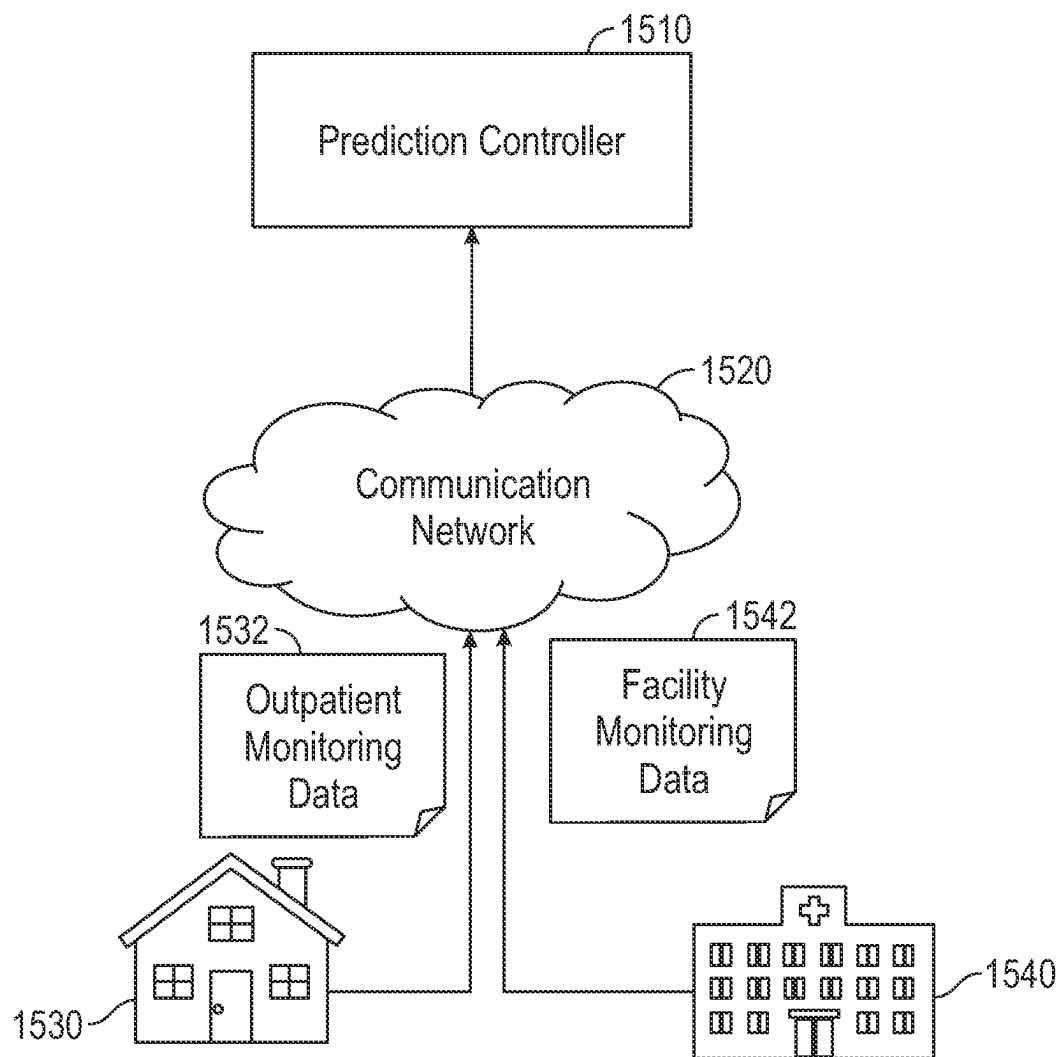 1510
Prediction Controller
1520
Communication
Network
1532
1542
Outpatient
Monitoring
Data
Facility
Monitoring
Data
1530
1540